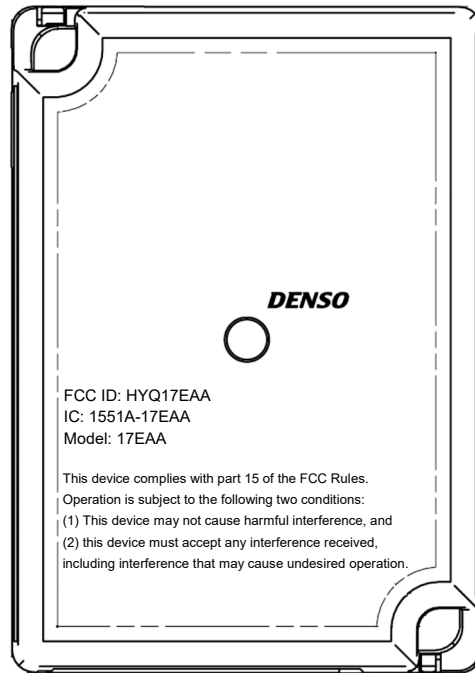 DENSO
FCC ID: HYQ17EAA
IC: 1551A-17EAA
Model: 17EAA
This device complies with part 15 of the FCC Rules.
Operation is subject to the following two conditions:
(1) This device may not cause harmful interference, and
(2) this device must accept any interference received,
including interference that may cause undesired operation.